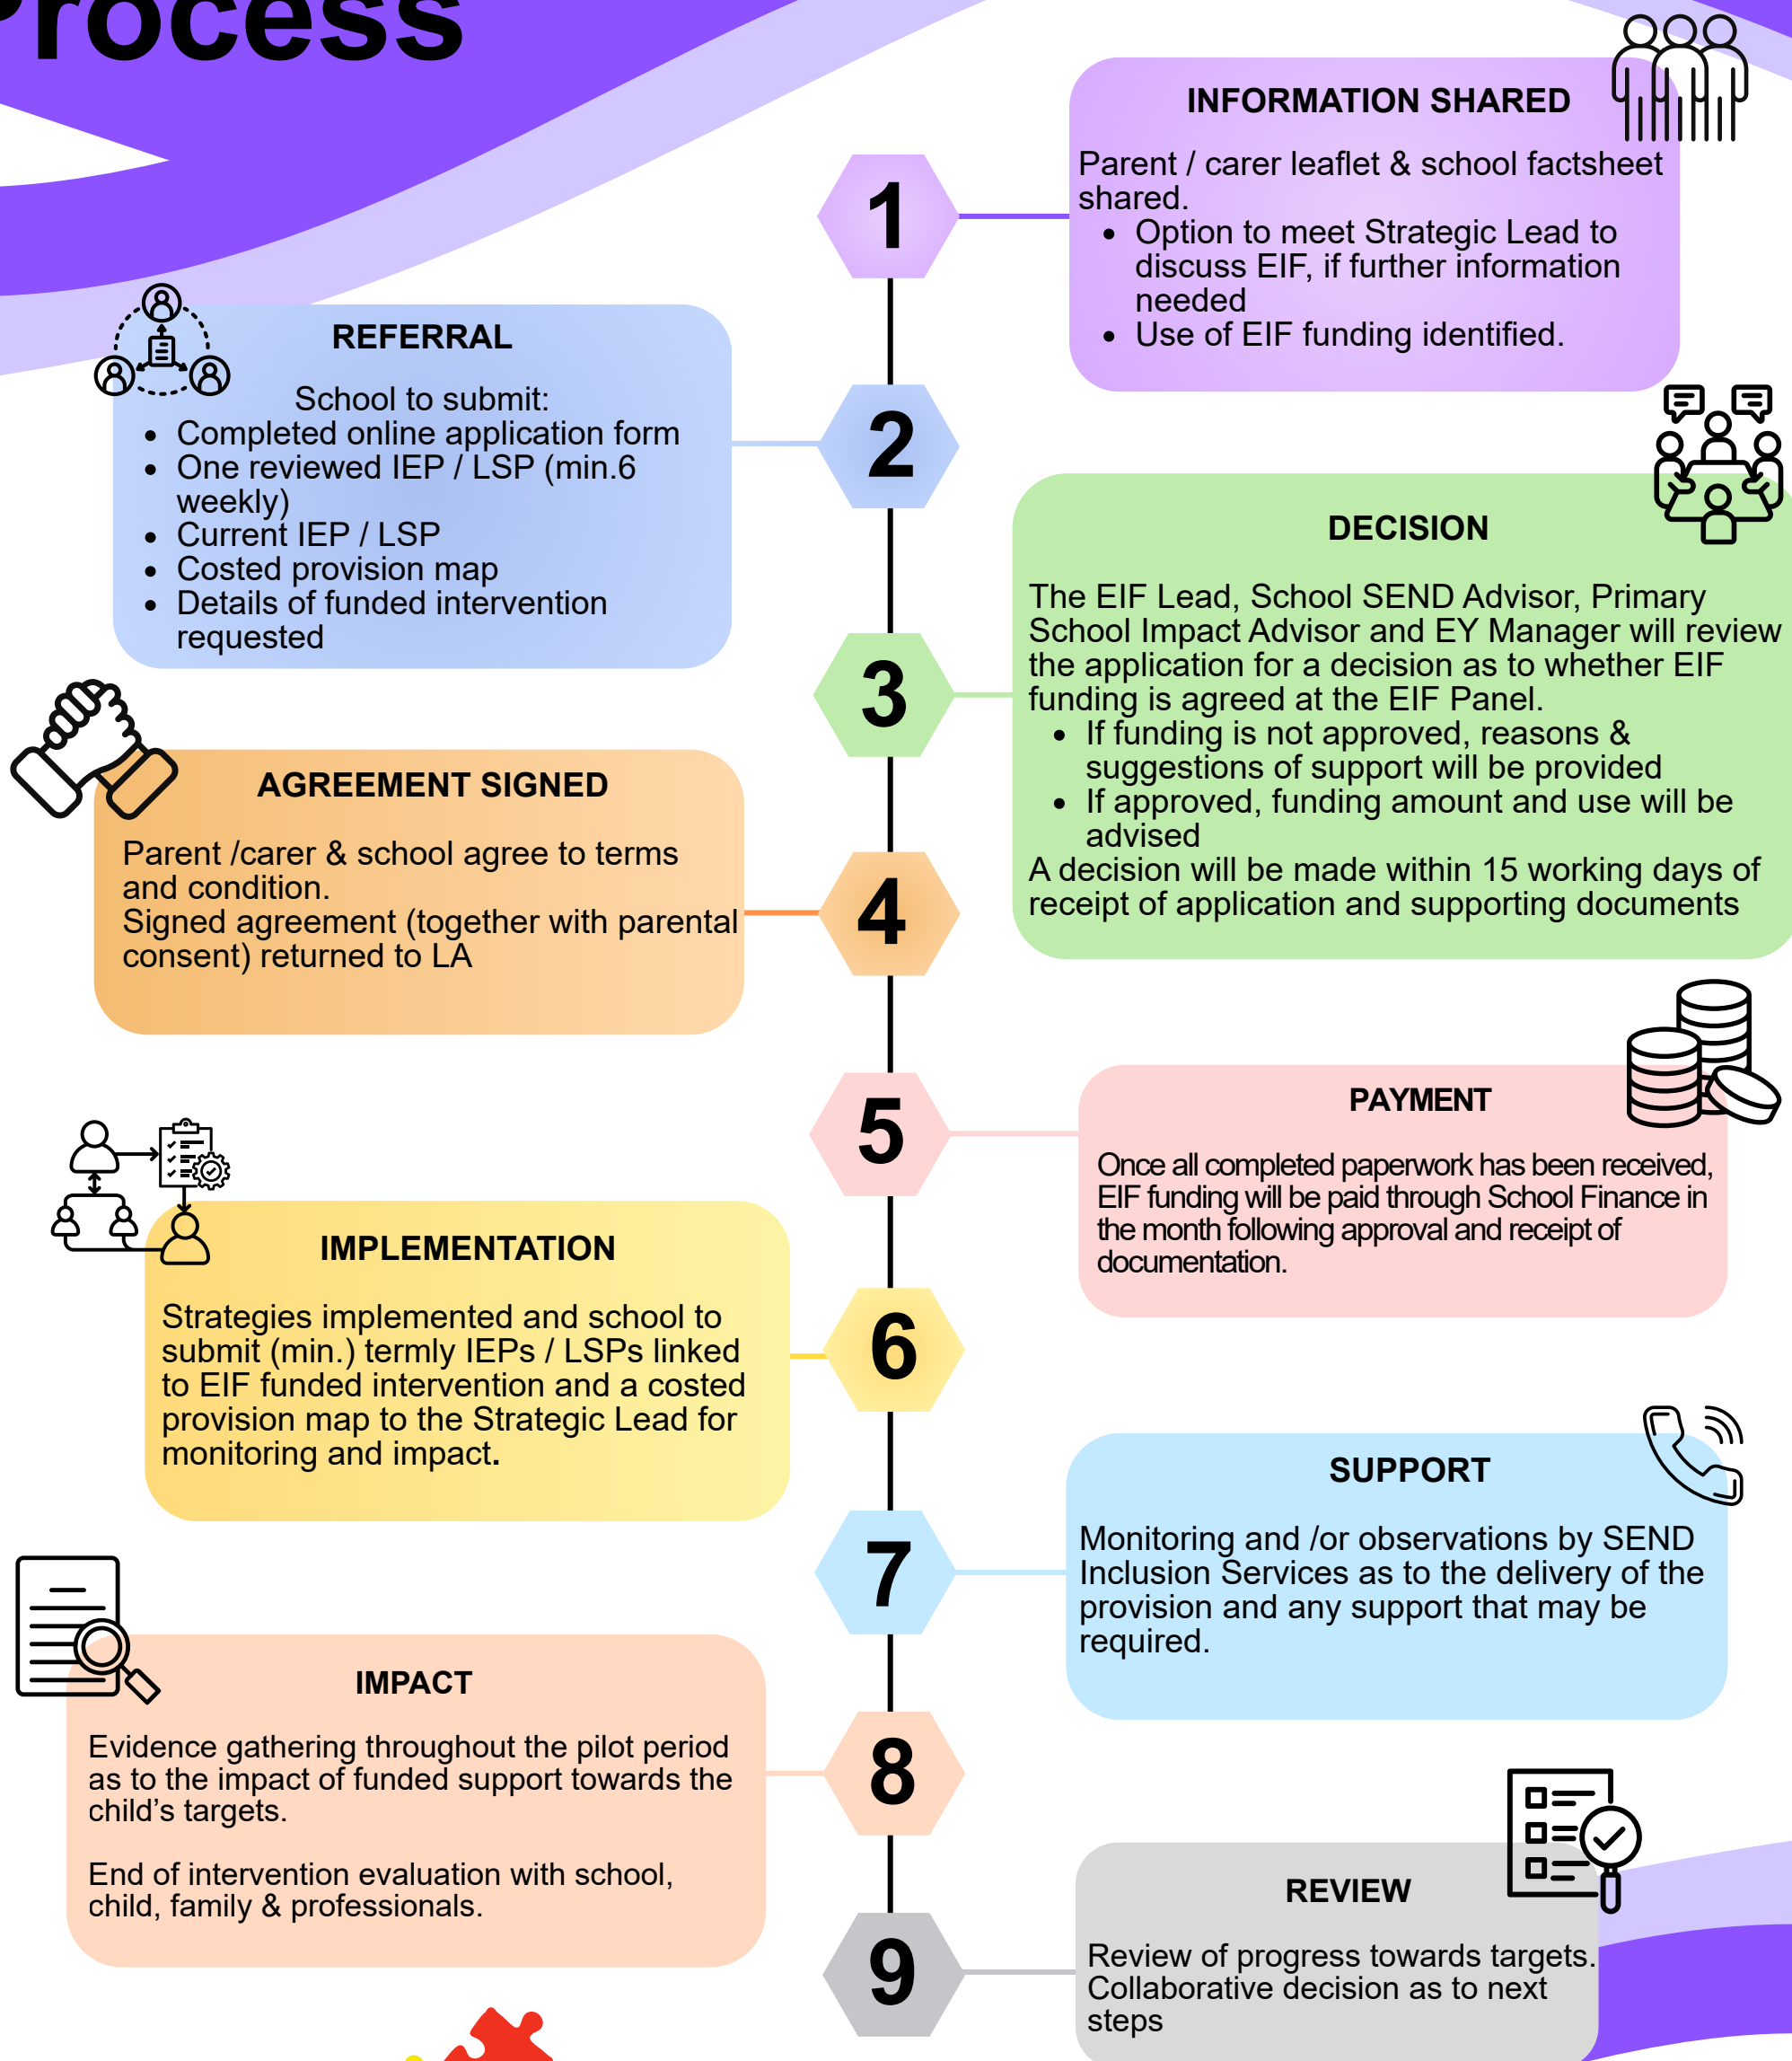 Process
1
INFORMATION SHARED
Parent / carer leaflet & school factsheet
shared.
• Option to meet Strategic Lead to
discuss EIF, if further information
needed
• Use of EIF funding identified.
2
REFERRAL
School to submit:
• Completed online application form
• One reviewed IEP / LSP (min.6
weekly)
• Current IEP / LSP
• Costed provision map
• Details of funded intervention
requested
3
DECISION
The EIF Lead, School SEND Advisor, Primary
School Impact Advisor and EY Manager will review
the application for a decision as to whether EIF
funding is agreed at the EIF Panel.
• If funding is not approved, reasons &
suggestions of support will be provided
• If approved, funding amount and use will be
advised
A decision will be made within 15 working days of
receipt of application and supporting documents
4
AGREEMENT SIGNED
Parent /carer & school agree to terms
and condition.
Signed agreement (together with parental
consent) returned to LA
5
PAYMENT
Once all completed paperwork has been received,
EIF funding will be paid through School Finance in
the month following approval and receipt of
documentation.
6
IMPLEMENTATION
Strategies implemented and school to
submit (min.) termly IEPs / LSPs linked
to EIF funded intervention and a costed
provision map to the Strategic Lead for
monitoring and impact.
7
SUPPORT
Monitoring and /or observations by SEND
Inclusion Services as to the delivery of the
provision and any support that may be
required.
8
IMPACT
Evidence gathering throughout the pilot period
as to the impact of funded support towards the
child’s targets.
End of intervention evaluation with school,
child, family & professionals.
9
REVIEW
Review of progress towards targets.
Collaborative decision as to next
steps